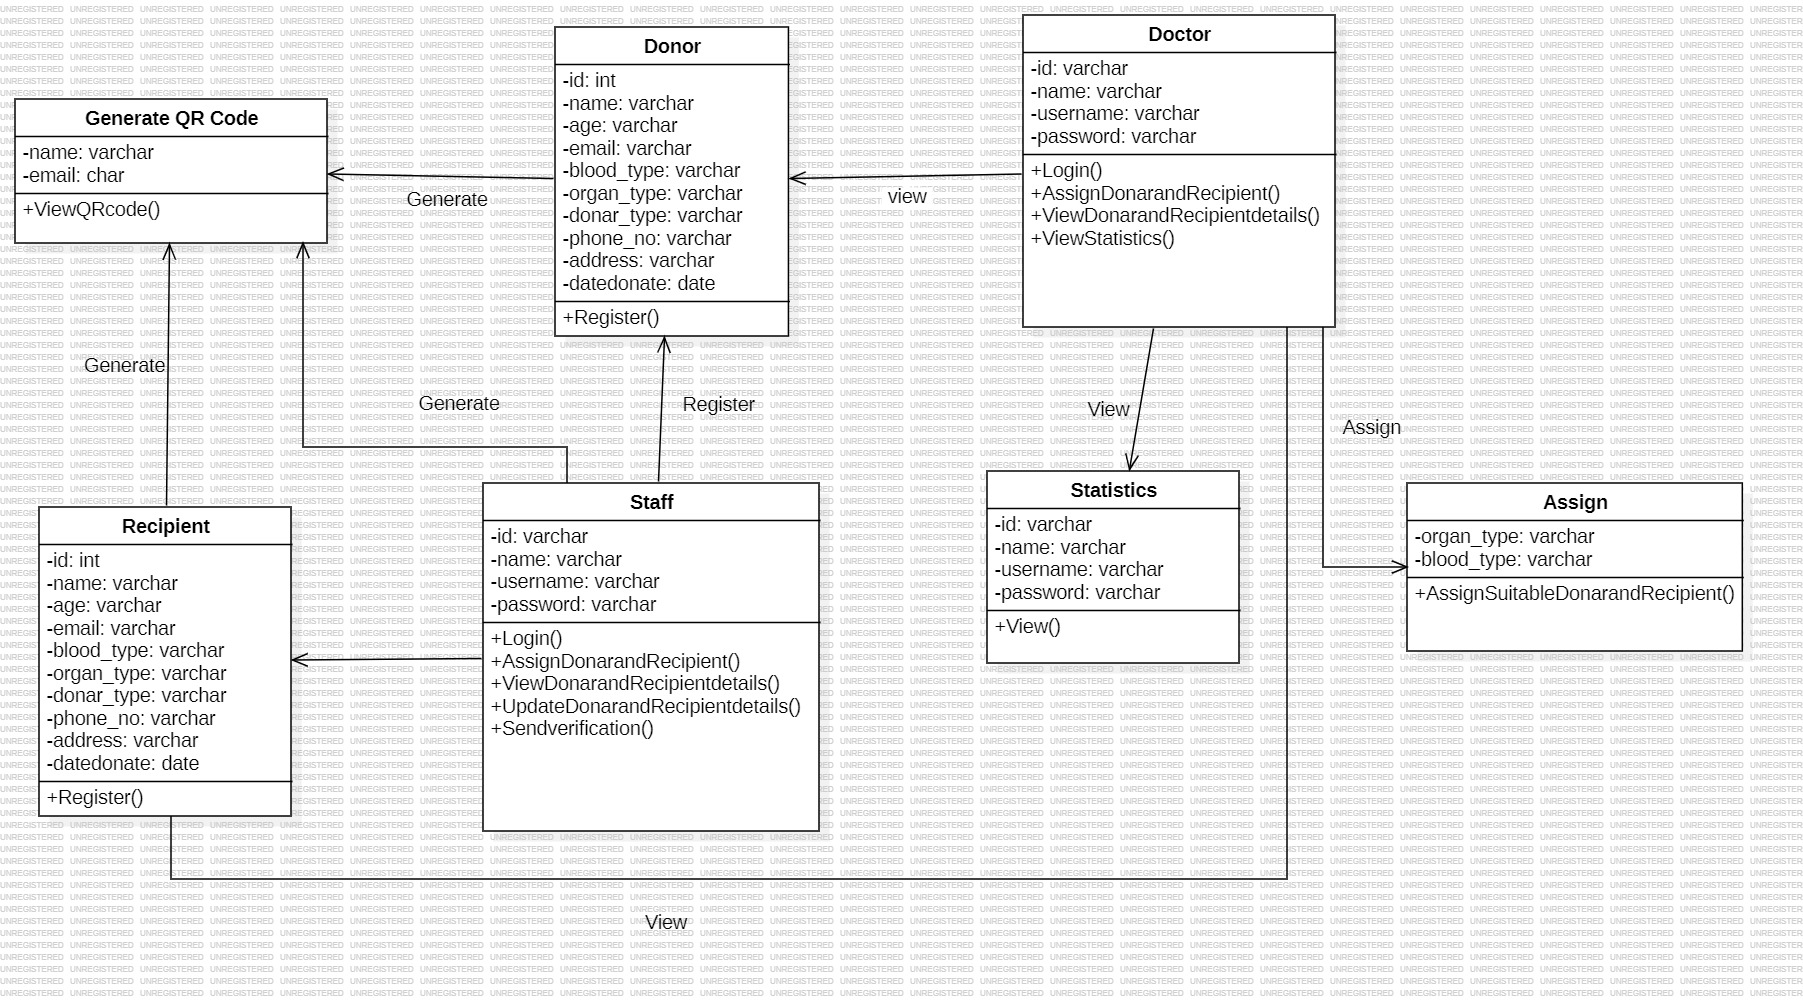 Generate QR Code
-name: varchar
-email: char
+ViewQRcode()
Generate
Donor
-id: int
-name: varchar
-age: varchar
-email: varchar
-blood_type: varchar
-organ_type: varchar
-donar_type: varchar
-phone_no: varchar
-address: varchar
-datedonate: date
+Register()
view
Doctor
-id: varchar
-name: varchar
-username: varchar
-password: varchar
+Login()
+AssignDonarandRecipient()
+ViewDonarandRecipientdetails()
+ViewStatistics()
Generate
Generate
Register
View
Assign
Recipient
-id: int
-name: varchar
-age: varchar
-email: varchar
-blood_type: varchar
-organ_type: varchar
-donar_type: varchar
-phone_no: varchar
-address: varchar
-datedonate: date
+Register()
Staff
-id: varchar
-name: varchar
-username: varchar
-password: varchar
+Login()
+AssignDonarandRecipient()
+ViewDonarandRecipientdetails()
+UpdateDonarandRecipientdetails()
+Sendverification()
Statistics
-id: varchar
-name: varchar
-username: varchar
-password: varchar
+View()
Assign
-organ_type: varchar
-blood_type: varchar
+AssignSuitableDonarandRecipient()
View
UNREGISTERED